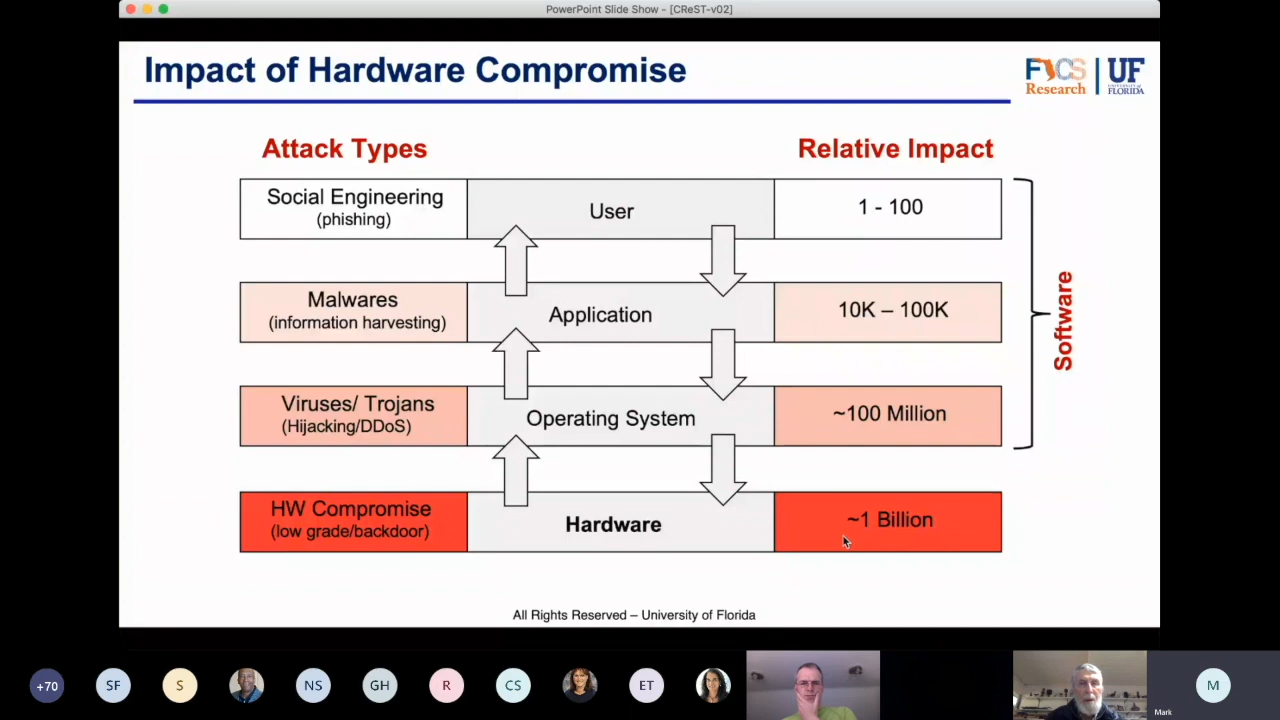 PowerPoint Slide Show - [CReST-v02]
Impact of Hardware Compromise
FICS
Research
UF
UNIVERSITY of
FLORIDA
Attack Types
Relative Impact
Social Engineering
(phishing)
User
1 - 100
Malwares
(information harvesting)
Application
10K – 100K
Software
Viruses/ Trojans
(Hijacking/DDoS)
Operating System
~100 Million
HW Compromise
(low grade/backdoor)
Hardware
~1 Billion
All Rights Reserved – University of Florida
+70
SF
S
NS
GH
R
CS
ET
M
Mark